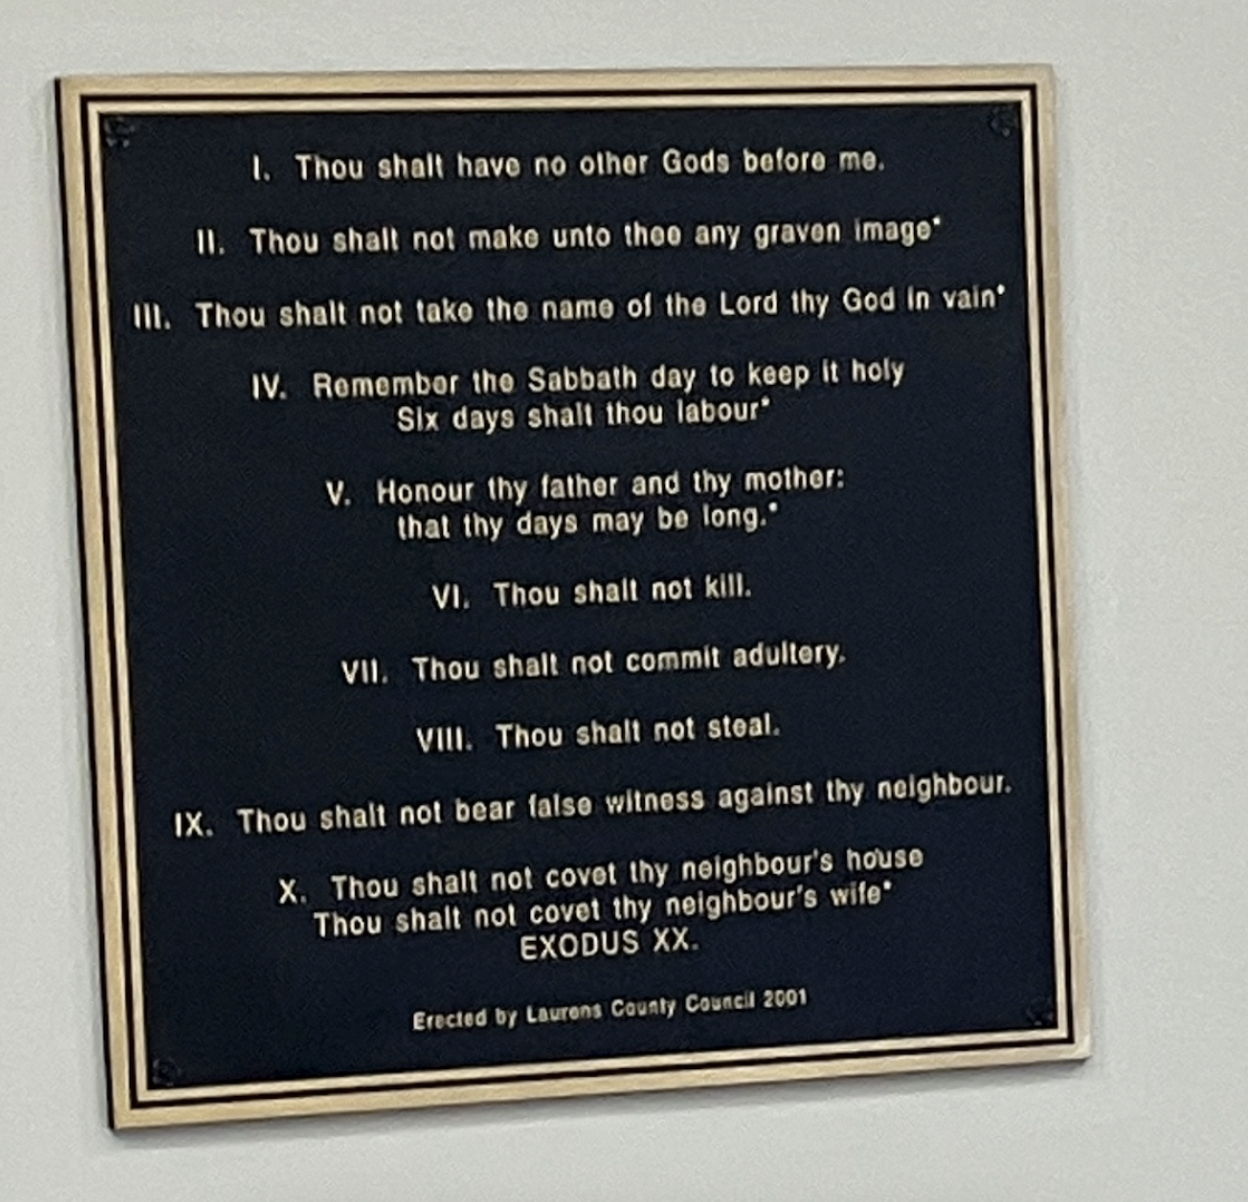 I. Thou shalt have no other Gods before me.
II. Thou shalt not make unto thee any graven image*
III. Thou shalt not take the name of the Lord thy God in vain*
IV. Remember the Sabbath day to keep it holy
Six days shalt thou labour*
V. Honour thy father and thy mother:
that thy days may be long.*
VI. Thou shalt not kill.
VII. Thou shalt not commit adultery.
VIII. Thou shalt not steal.
IX. Thou shalt not bear false witness against thy neighbour.
X. Thou shalt not covet thy neighbour's house
Thou shalt not covet thy neighbour's wife*
EXODUS XX.
Erected by Laurens County Council 2001